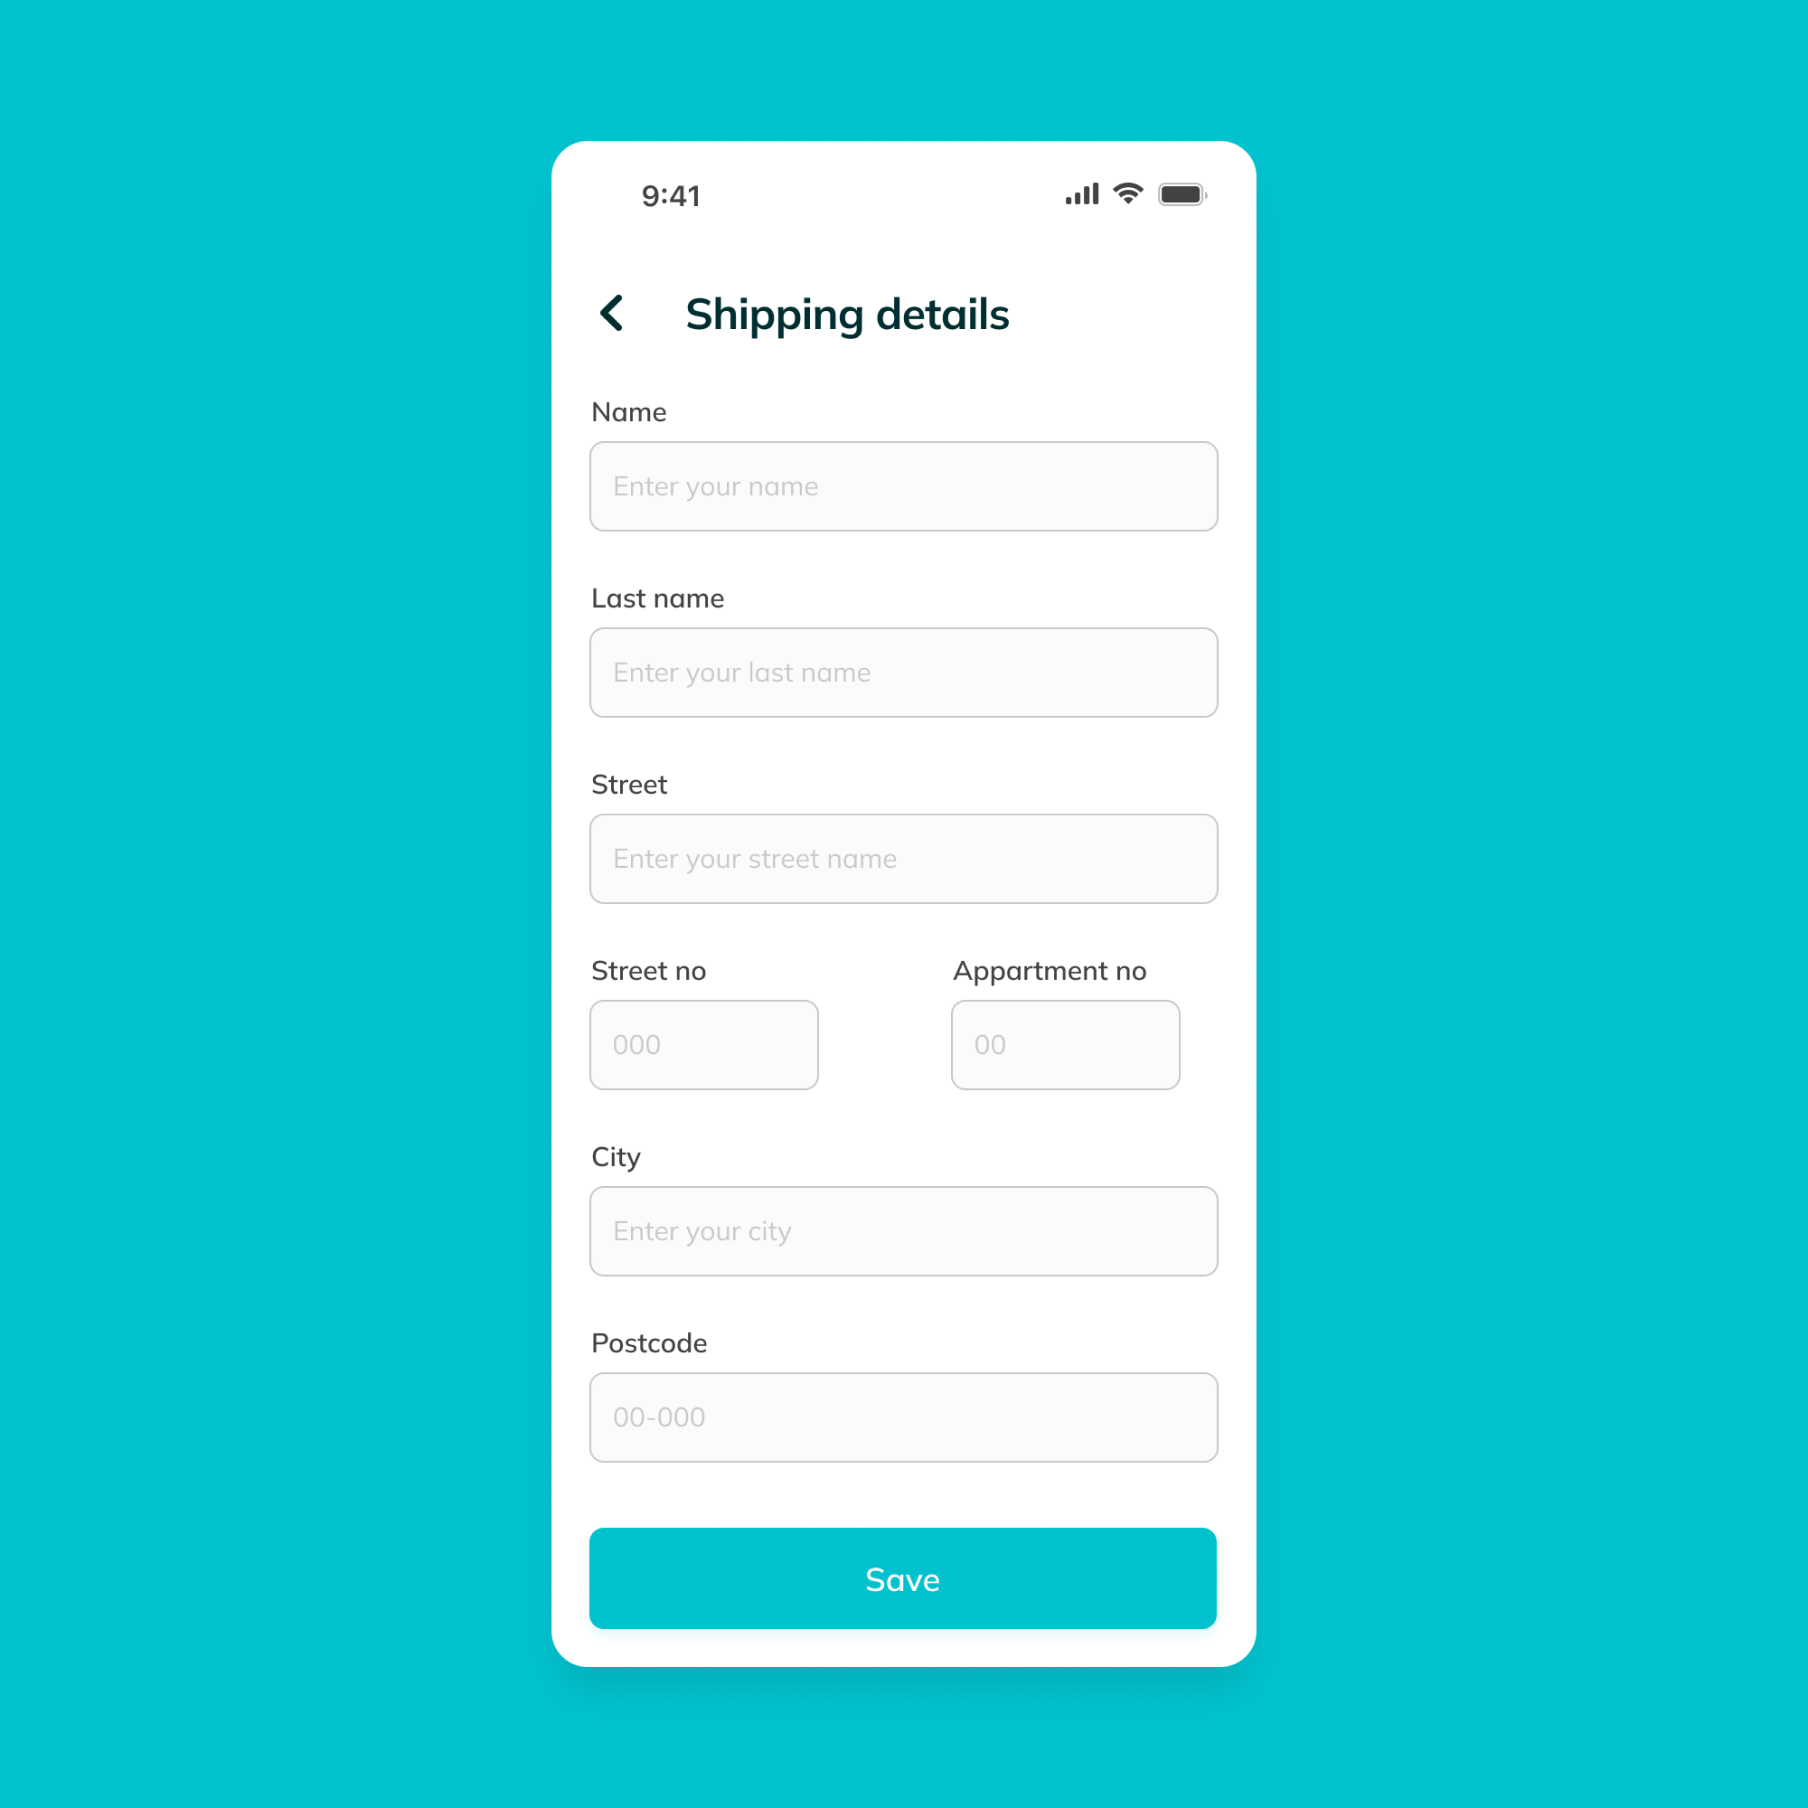 9:41
Shipping details
Name
Enter your name
Last name
Enter your last name
Street
Enter your street name
Street no
Appartment no
000
00
City
Enter your city
Postcode
00-000
Save